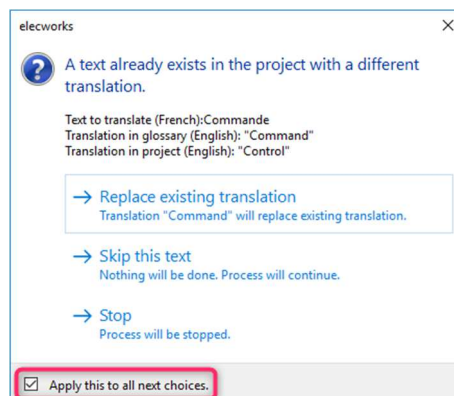 elecworks
A text already exists in the project with a different
translation.
Text to translate (French):Commande
Translation in glossary (English): "Command"
Translation in project (English): "Control"
Replace existing translation
Translation "Command" will replace existing translation.
Skip this text
Nothing will be done. Process will continue.
Stop
Process will be stopped.
Apply this to all next choices.